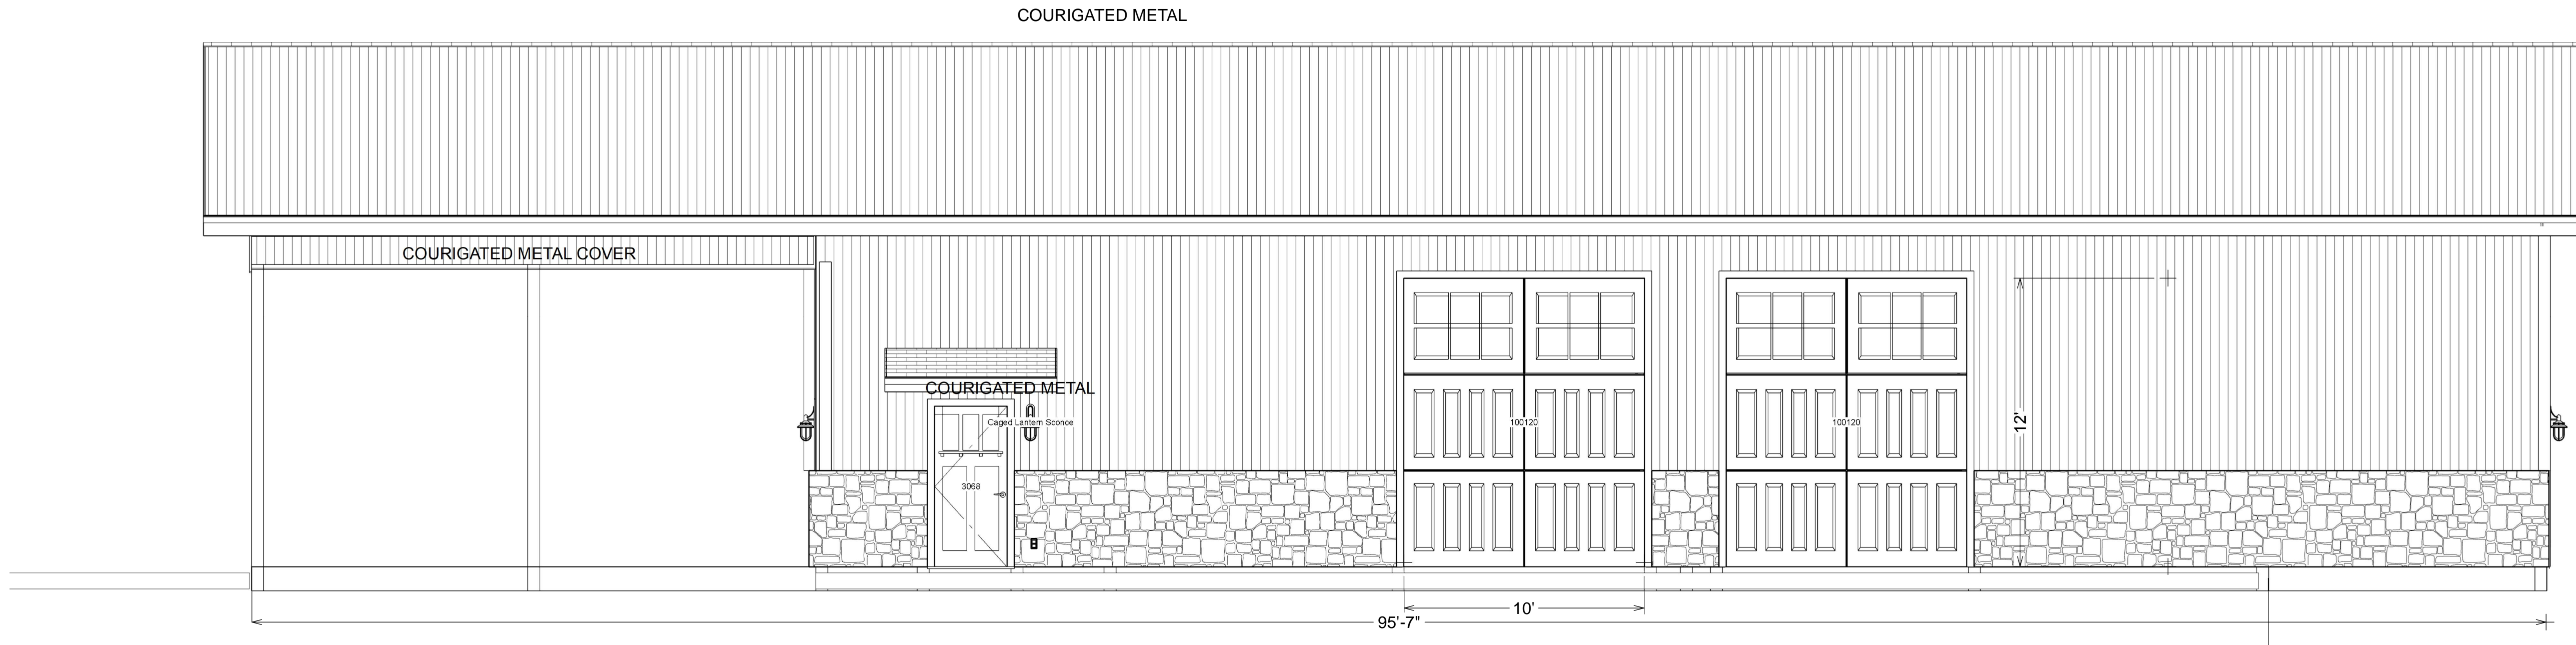 COURIGATED METAL
COURIGATED METAL COVER
COURIGATED METAL
Caged Lantern Sconce
100120
100120
12'
3068
10'
95'-7"